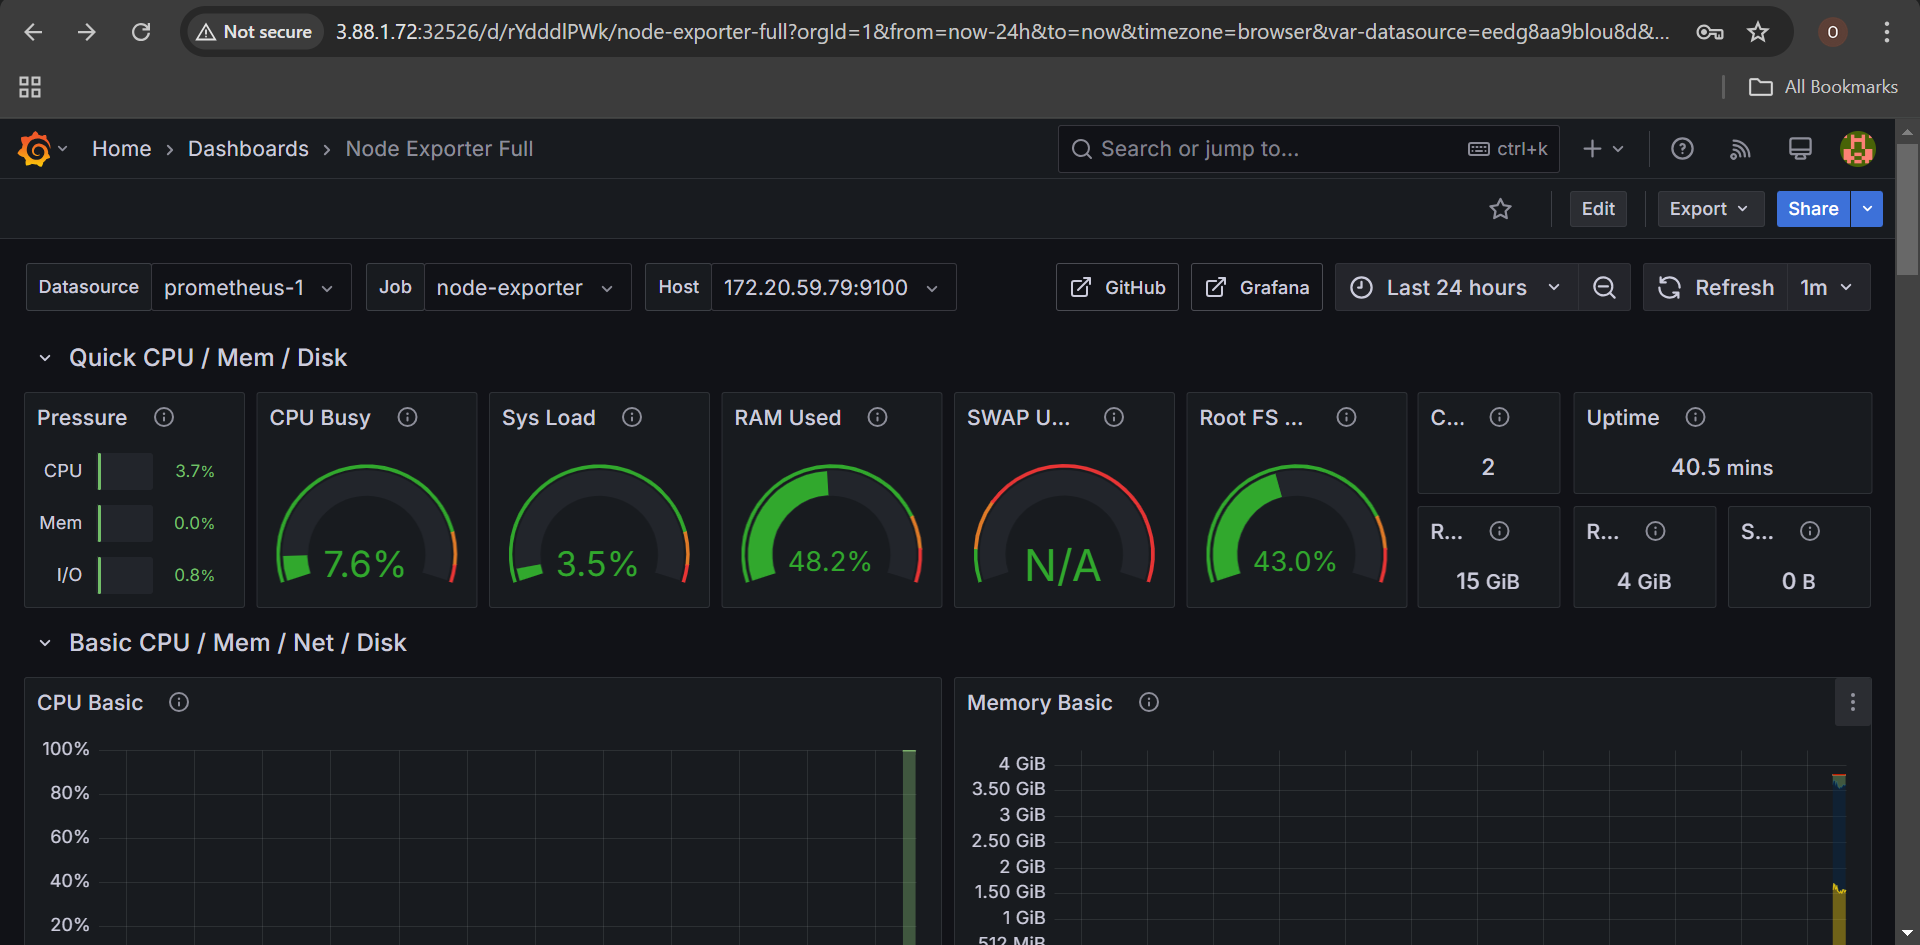 Not secure 3.88.1.72:32526/d/rYdddlPWk/node-exporter-full?orgId=1&from=now-24h&to=now&timezone=browser&var-datasource=eedg8aa9blou8d&... O
All Bookmarks
Home › Dashboards › Node Exporter Full Search or jump to... ctrl+k
Edit Export Share
Datasource prometheus-1 Job node-exporter Host 172.20.59.79:9100 GitHub Grafana Last 24 hours Refresh 1m
Quick CPU / Mem / Disk
Pressure
CPU 3.7%
Mem 0.0%
I/O 0.8%
CPU Busy
7.6%
Sys Load
3.5%
RAM Used
48.2%
SWAP U...
N/A
Root FS ...
43.0%
C...
2
Uptime
40.5 mins
R...
15 GiB
R...
4 GiB
S...
0 B
Basic CPU / Mem / Net / Disk
CPU Basic
100%
80%
60%
40%
20%
Memory Basic
4 GiB
3.50 GiB
3 GiB
2.50 GiB
2 GiB
1.50 GiB
1 GiB
512 MiB